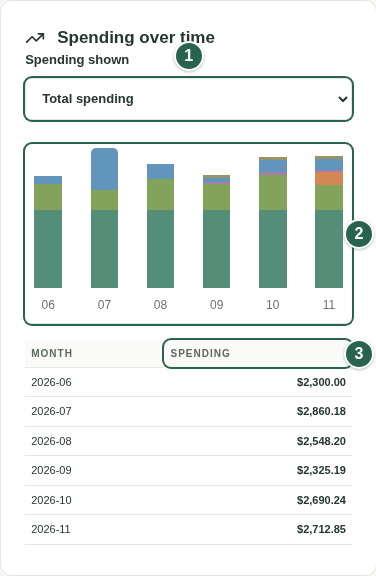 Spending over time
1
Spending shown
Total spending
2
06 07 08 09 10 11
MONTH SPENDING 3
2026-06 $2,300.00
2026-07 $2,860.18
2026-08 $2,548.20
2026-09 $2,325.19
2026-10 $2,690.24
2026-11 $2,712.85